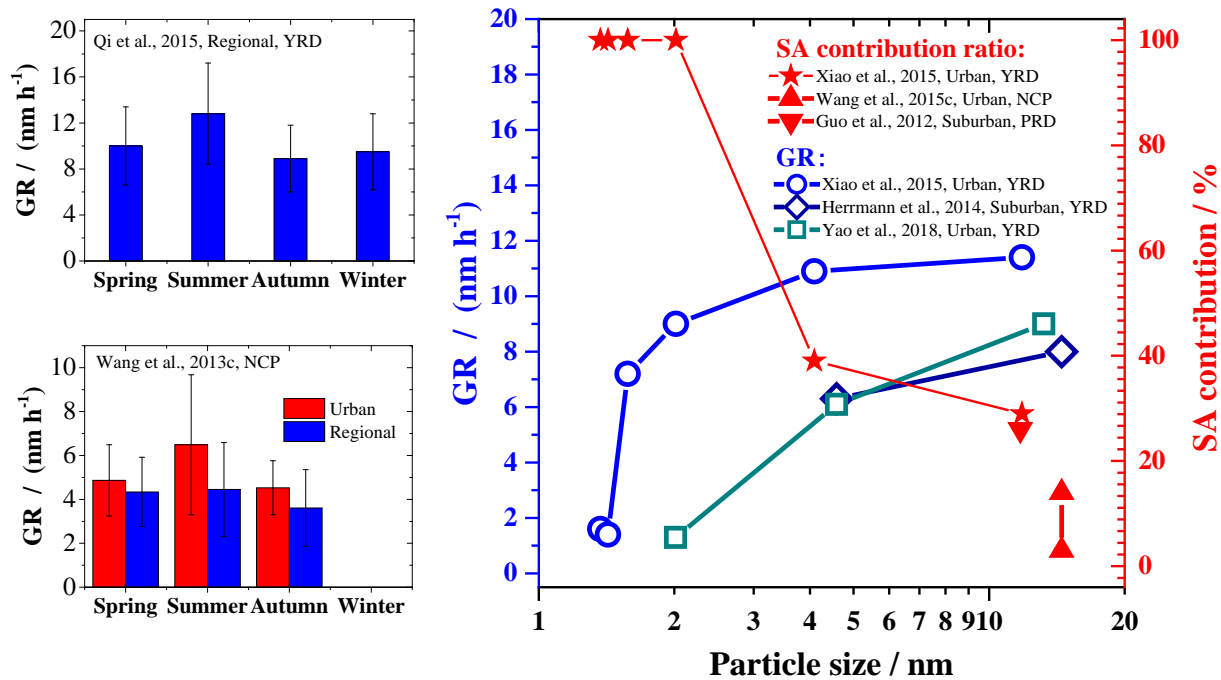 Qi et al., 2015, Regional, YRD
GR / (nm h-1)
20
16
12
8
4
0
Spring Summer Autumn Winter
Wang et al., 2013c, NCP
Urban
Regional
GR / (nm h-1)
10
8
6
4
2
0
Spring Summer Autumn Winter
SA contribution ratio:
Xiao et al., 2015, Urban, YRD
Wang et al., 2015c, Urban, NCP
Guo et al., 2012, Suburban, PRD
GR:
Xiao et al., 2015, Urban, YRD
Herrmann et al., 2014, Suburban, YRD
Yao et al., 2018, Urban, YRD
GR / (nm h-1)
20
18
16
14
12
10
8
6
4
2
0
100
80
60
40
20
0
SA contribution / %
1 2 3 4 5 6 7 8 9 10 20
Particle size / nm